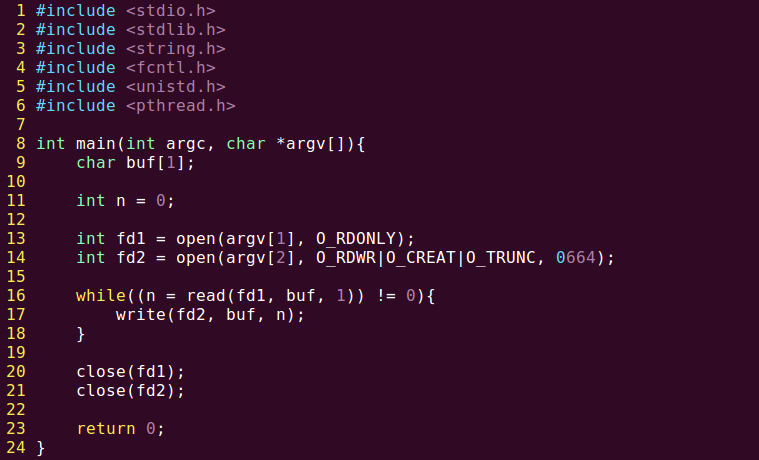 1 #include <stdio.h>
2 #include <stdlib.h>
3 #include <string.h>
4 #include <fcntl.h>
5 #include <unistd.h>
6 #include <pthread.h>
7
8 int main(int argc, char *argv[]){
9     char buf[1];
10
11     int n = 0;
12
13     int fd1 = open(argv[1], O_RDONLY);
14     int fd2 = open(argv[2], O_RDWR|O_CREAT|O_TRUNC, 0664);
15
16     while((n = read(fd1, buf, 1)) != 0){
17         write(fd2, buf, n);
18     }
19
20     close(fd1);
21     close(fd2);
22
23     return 0;
24 }